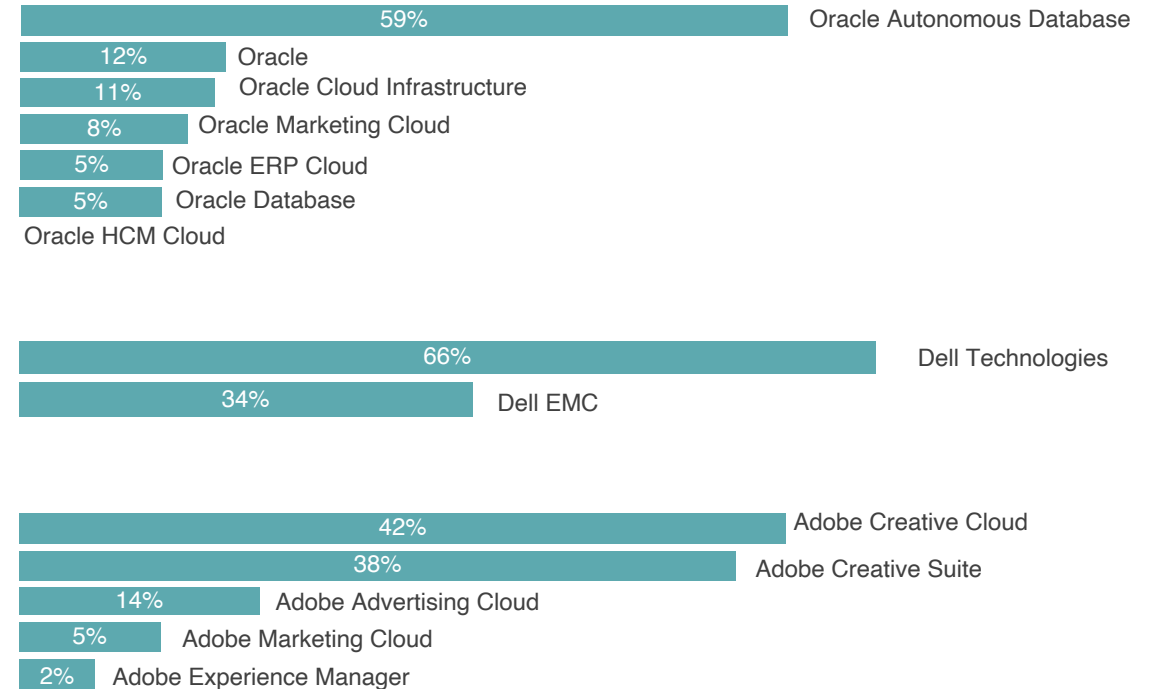 59% Oracle Autonomous Database
12% Oracle
11% Oracle Cloud Infrastructure
8% Oracle Marketing Cloud
5% Oracle ERP Cloud
5% Oracle Database
Oracle HCM Cloud
66% Dell Technologies
34% Dell EMC
42% Adobe Creative Cloud
38% Adobe Creative Suite
14% Adobe Advertising Cloud
5% Adobe Marketing Cloud
2% Adobe Experience Manager